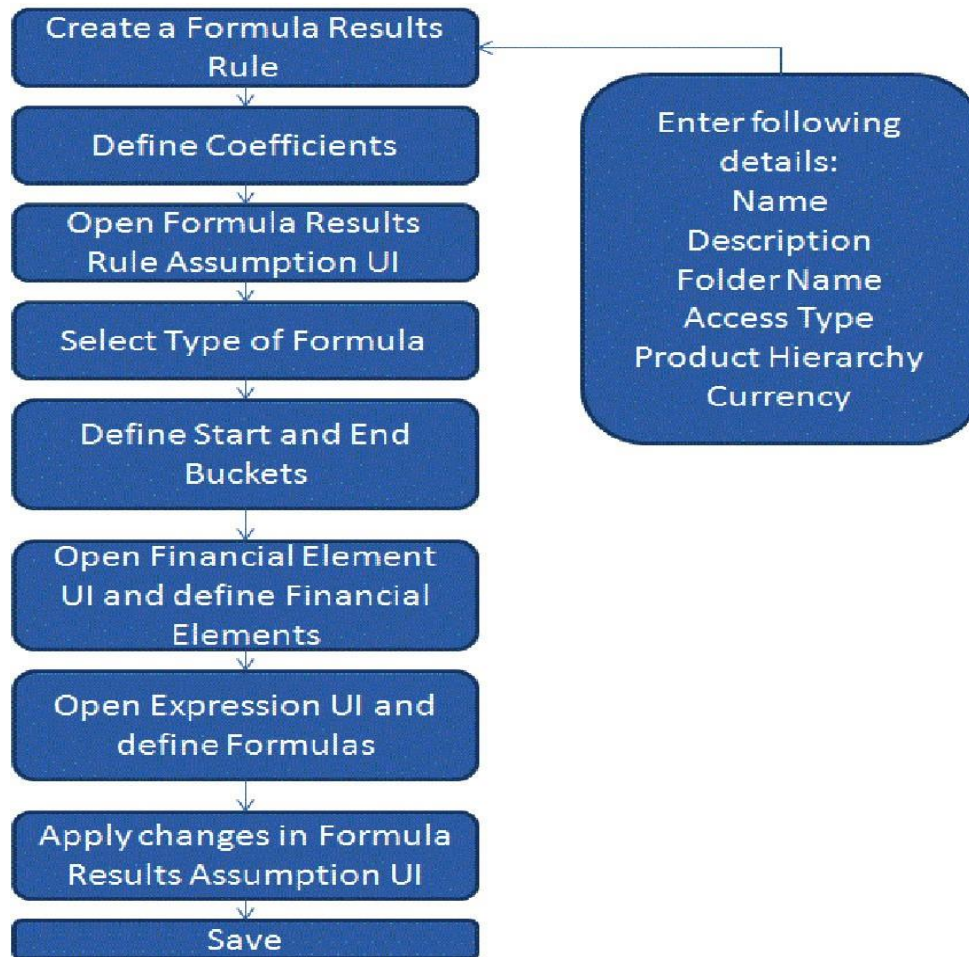 Create a Formula Results
Rule
Define Coefficients
Open Formula Results
Rule Assumption UI
Select Type of Formula
Define Start and End
Buckets
Open Financial Element
UI and define Financial
Elements
Open Expression UI and
define Formulas
Apply changes in Formula
Results Assumption UI
Save
Enter following
details:
Name
Description
Folder Name
Access Type
Product Hierarchy
Currency